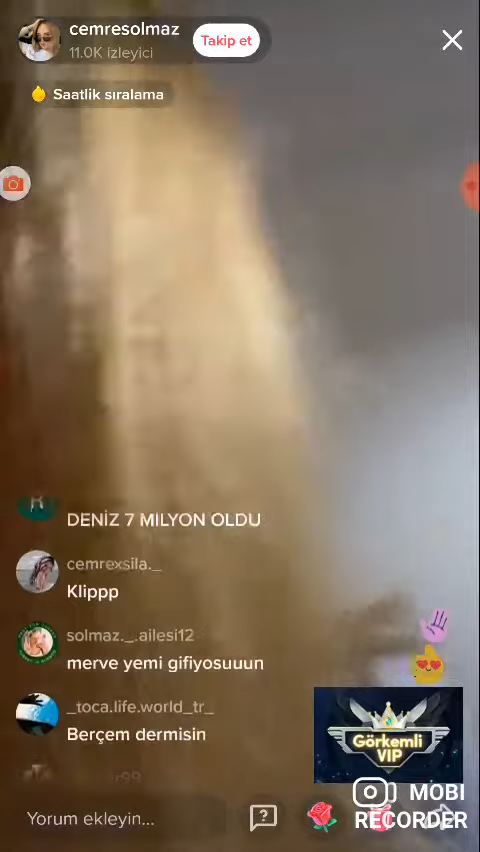 cemresolmaz
11.0K izleyici
Takip et
Saatlik sıralama
DENİZ 7 MILYON OLDU
cemrexsila._
Klippp
solmaz._.ailesi12
merve yemi gifiyosuuun
_toca.life.world_tr_
Berçem dermisin
Görkemli
VIP
Yorum ekleyin...
MOBI
RECORDER